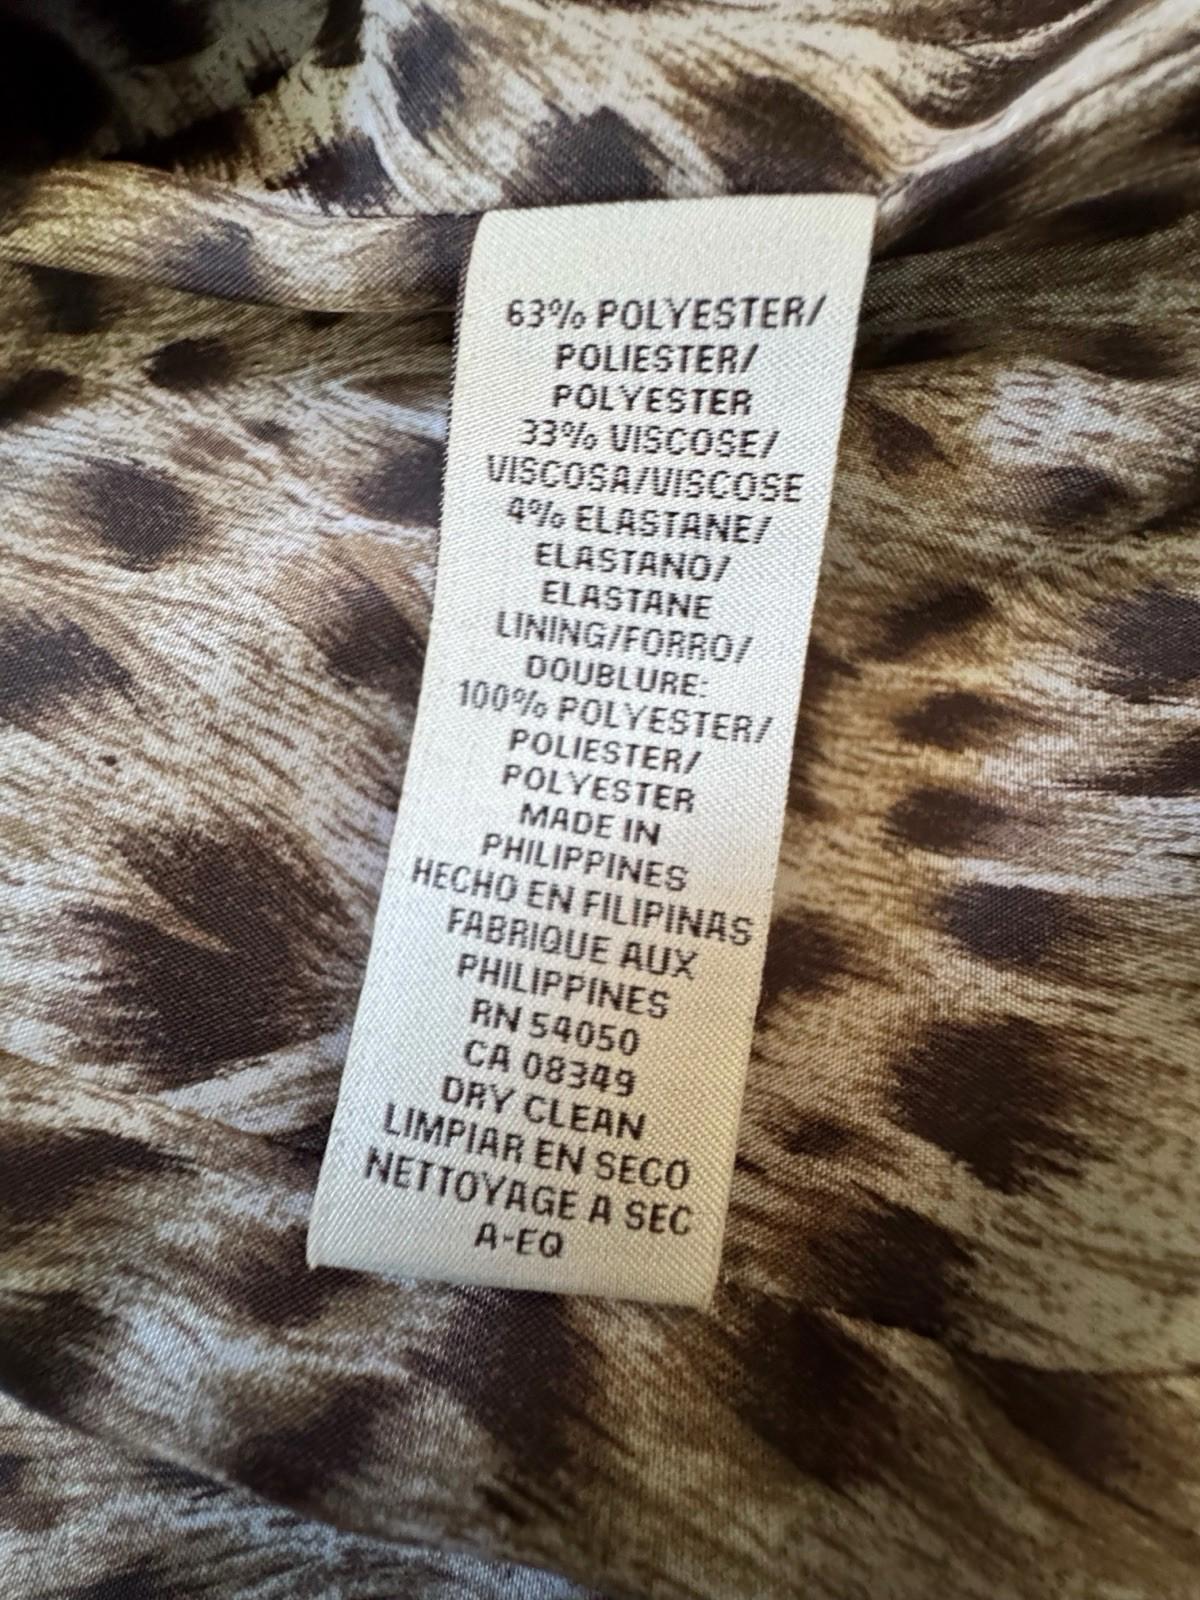 63% POLYESTER/
POLIESTER/
POLYESTER
33% VISCOSE/
VISCOSA/VISCOSE
4% ELASTANE/
ELASTANO/
ELASTANE
LINING/FORRO/
DOUBLURE:
100% POLYESTER/
POLIESTER/
POLYESTER
MADE IN
PHILIPPINES
HECHO EN FILIPINAS
FABRIQUE AUX
PHILIPPINES
RN 54050
CA 08349
DRY CLEAN
LIMPIAR EN SECO
NETTOYAGE A SEC
A-EQ